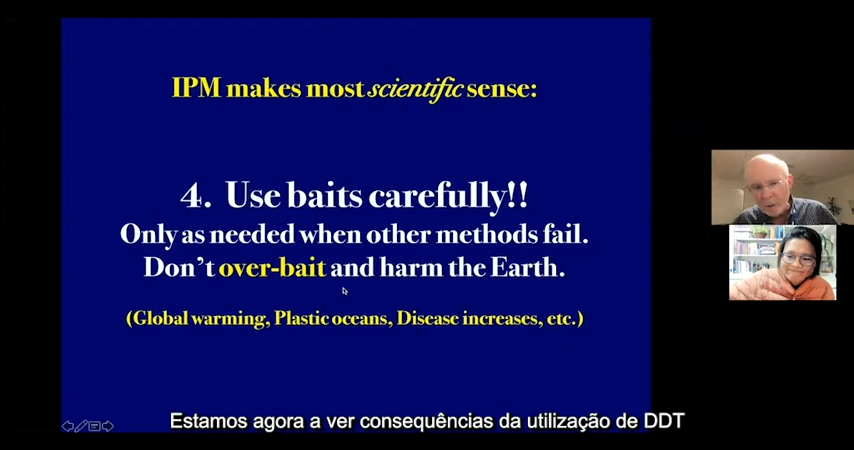 IPM makes most scientific sense:
4. Use baits carefully!!
Only as needed when other methods fail.
Don't over-bait and harm the Earth.
(Global warming, Plastic oceans, Disease increases, etc.)
Estamos agora a ver consequências da utilização de DDT